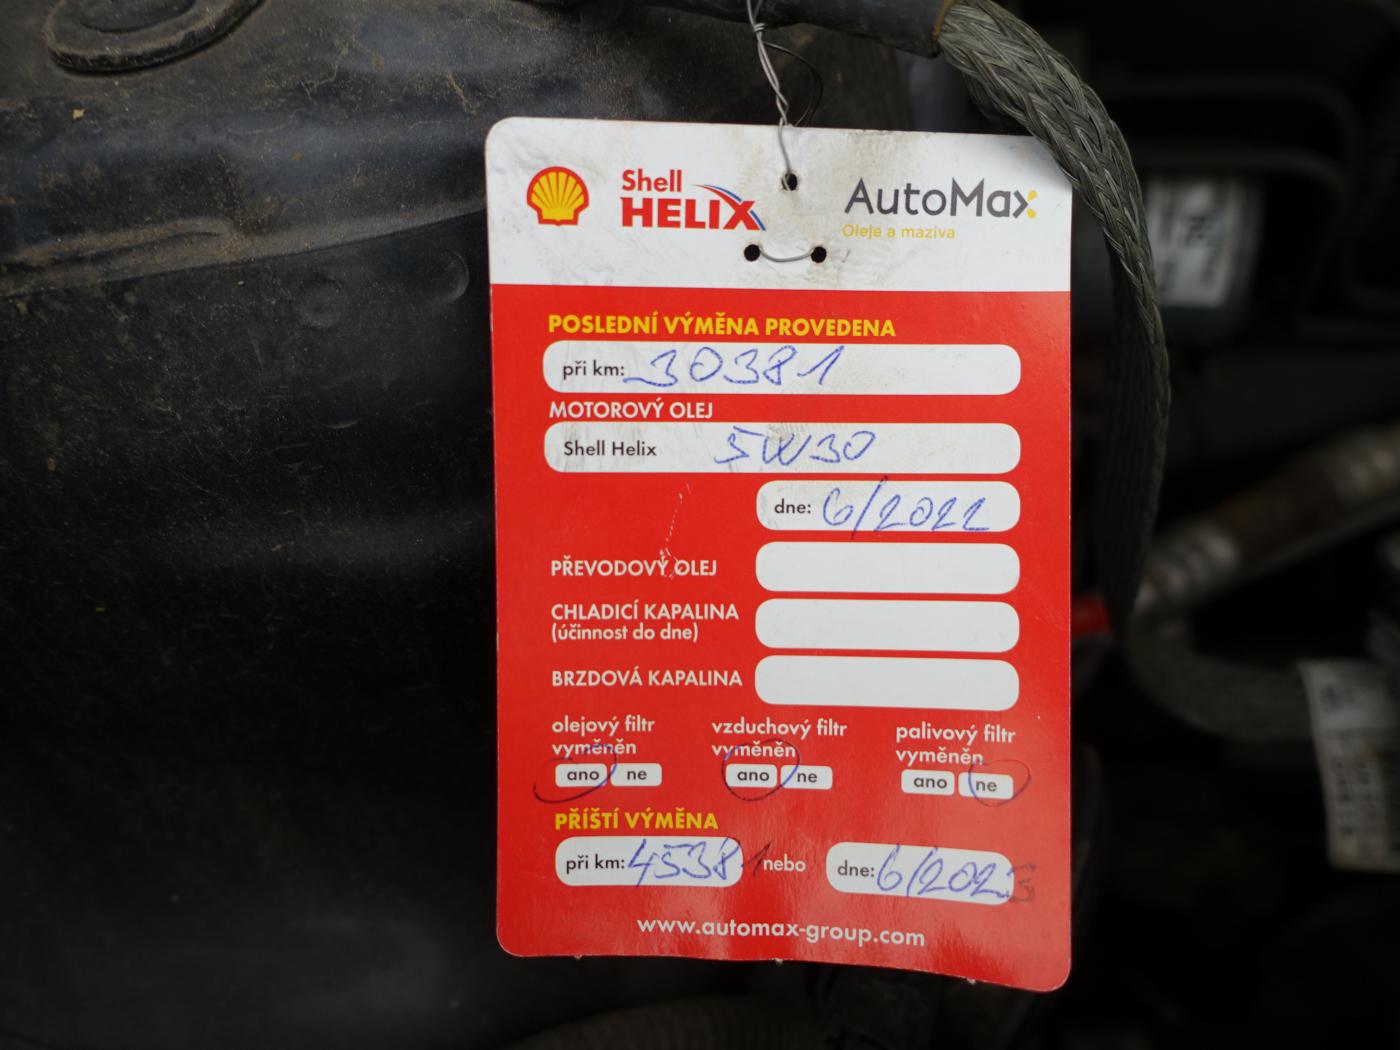 Shell
HELIX
AutoMax
Oleje a maziva
POSLEDNÍ VÝMĚNA PROVEDENA
při km: 30381
MOTOROVÝ OLEJ
Shell Helix 5W30
dne: 6/2022
PŘEVODOVÝ OLEJ
CHLADICÍ KAPALINA
(účinnost do dne)
BRZDOVÁ KAPALINA
olejový filtr
vyměněn
ano ne
vzduchový filtr
vyměněn
ano ne
palivový filtr
vyměněn
ano ne
PŘÍŠTÍ VÝMĚNA
při km: 45381 nebo dne: 6/2023
www.automax-group.com